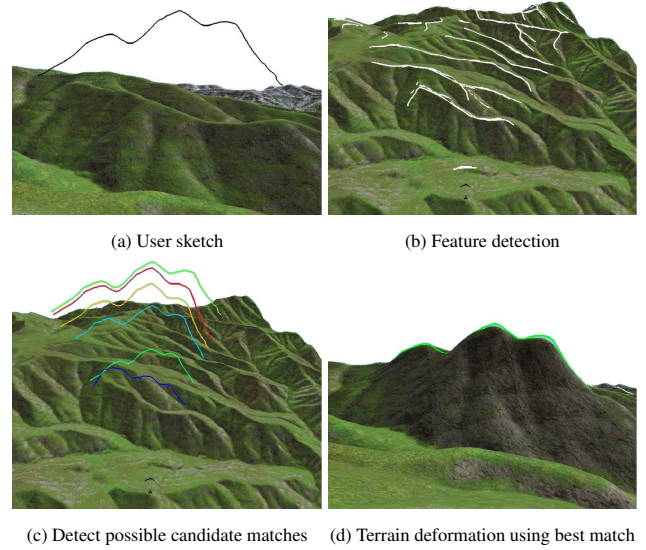 (a) User sketch
(b) Feature detection
(c) Detect possible candidate matches
(d) Terrain deformation using best match